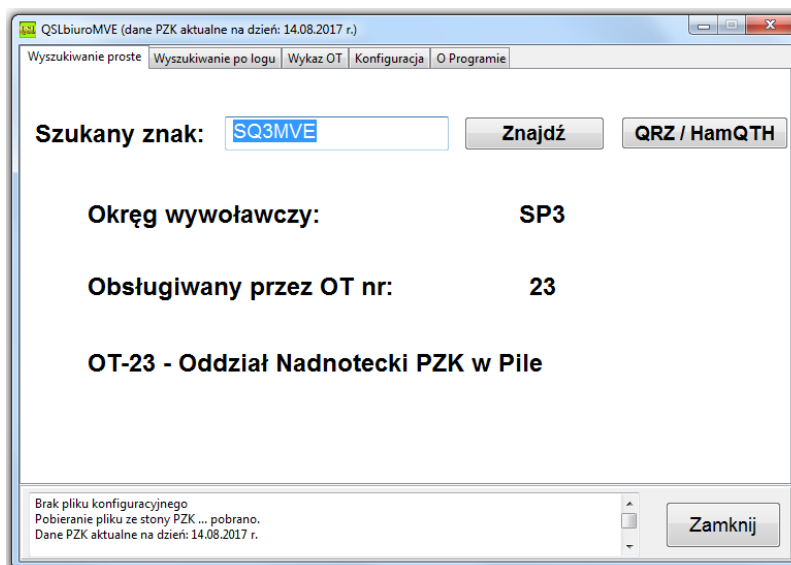 QSL QSLbiuroMVE (dane PZK aktualne na dzień: 14.08.2017 r.)
Wyszukiwanie proste Wyszukiwanie po logu Wykaz OT Konfiguracja O Programie
Szukany znak: SQ3MVE Znajdź QRZ / HamQTH
Okręg wywoławczy: SP3
Obsługiwany przez OT nr: 23
OT-23 - Oddział Nadnotecki PZK w Pile
Brak pliku konfiguracyjnego
Pobieranie pliku ze stony PZK ... pobrano.
Dane PZK aktualne na dzień: 14.08.2017 r.
Zamknij